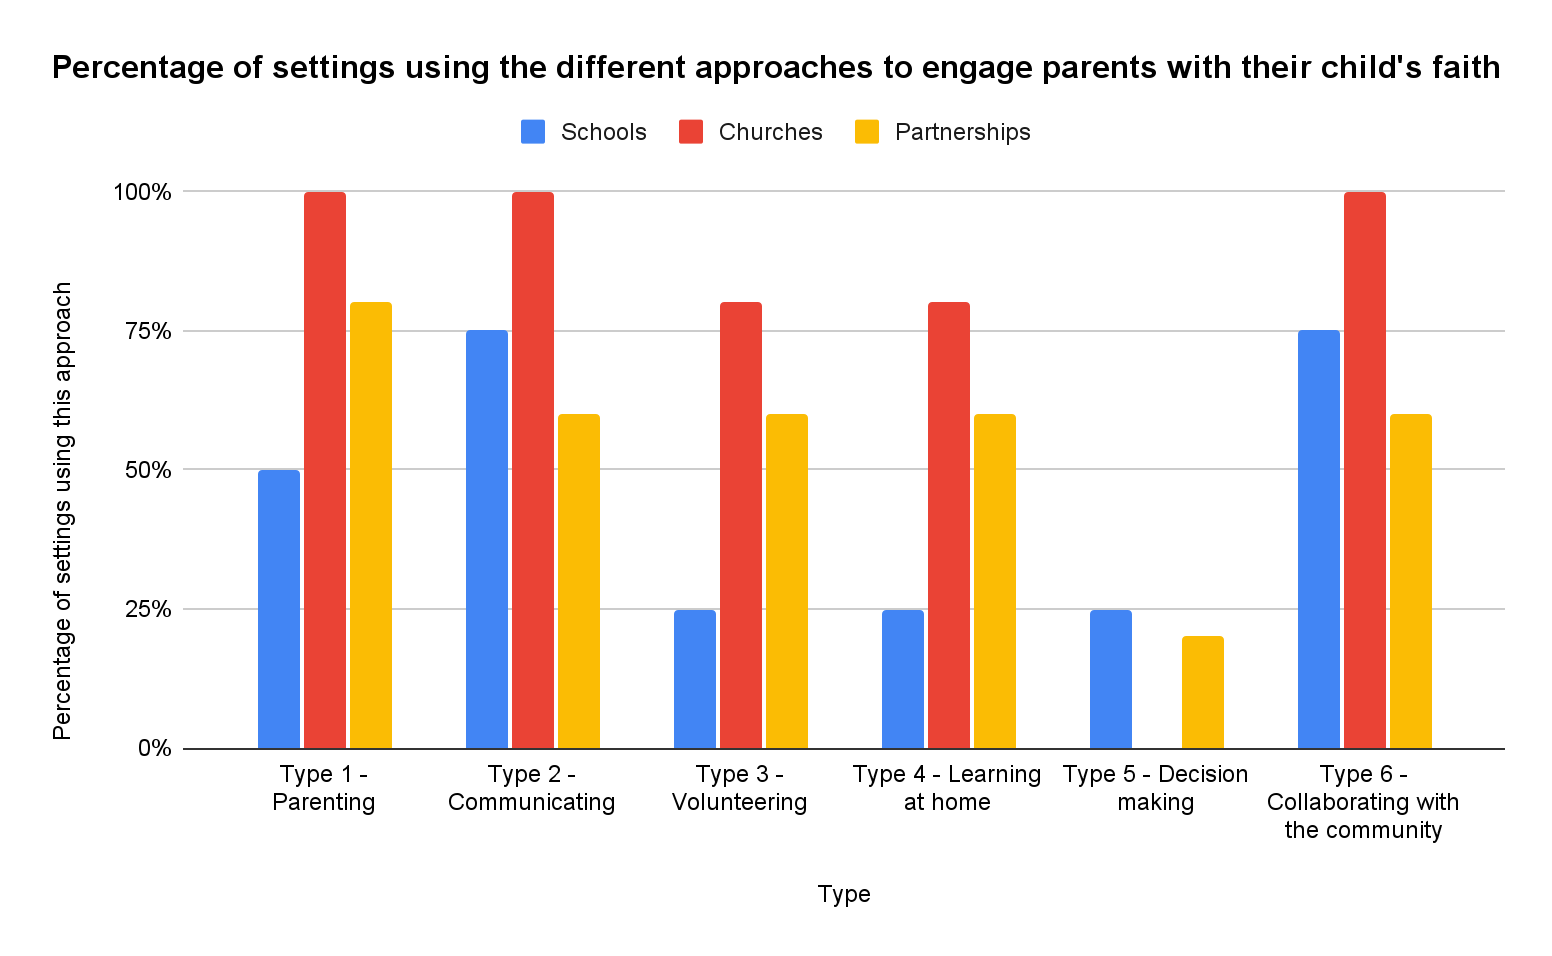 Percentage of settings using the different approaches to engage parents with their child's faith
Schools
Churches
Partnerships
Percentage of settings using this approach
100%
75%
50%
25%
0%
Type 1 -
Parenting
Type 2 -
Communicating
Type 3 -
Volunteering
Type 4 - Learning
at home
Type 5 - Decision
making
Type 6 -
Collaborating with
the community
Type